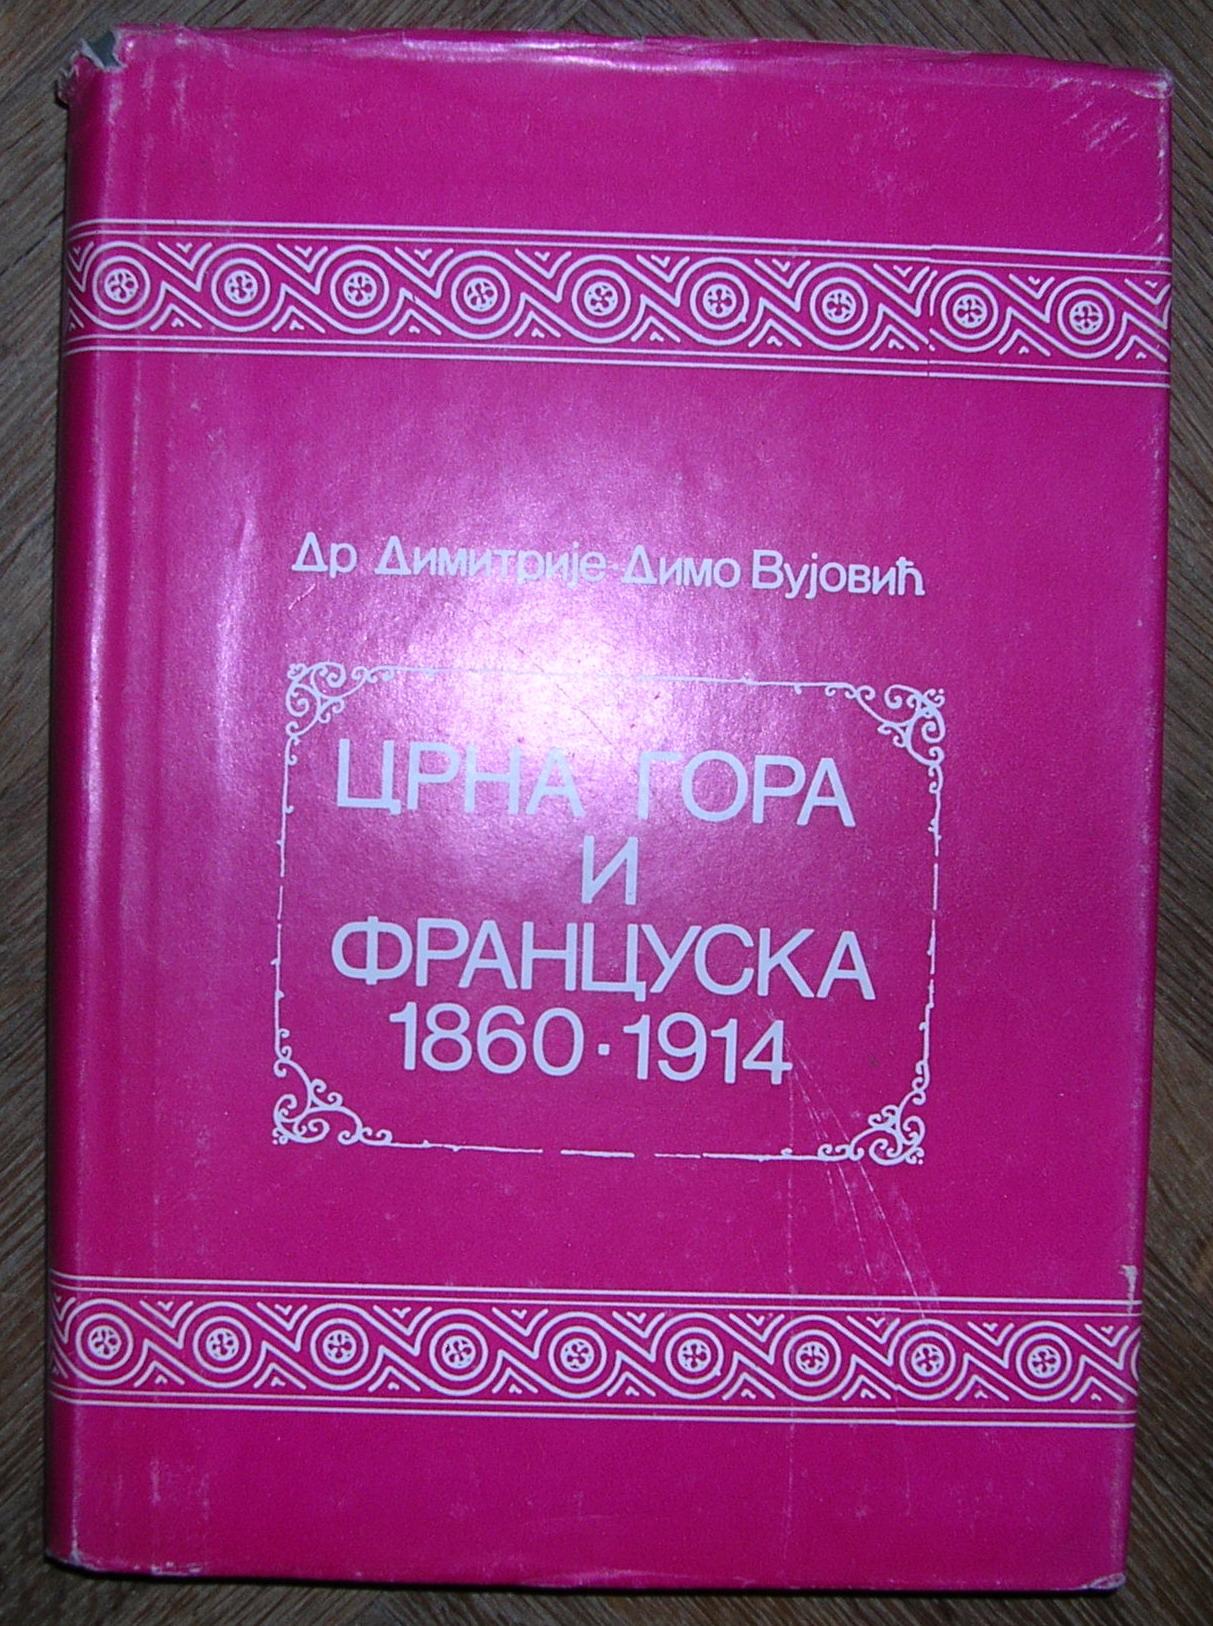 Др Димитрије-Димо Вујовић
ЦРНА ГОРА
И
ФРАНЦУСКА
1860·1914